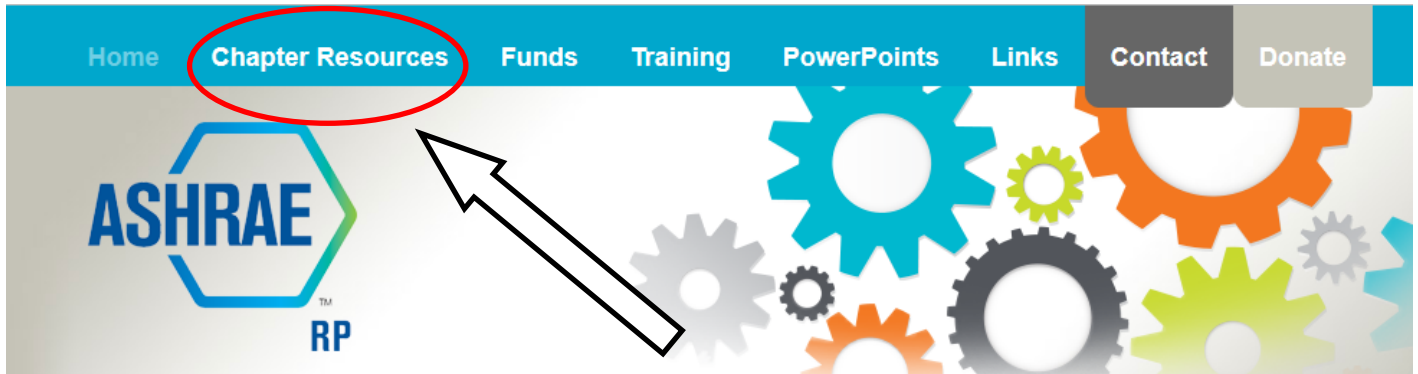 Home Chapter Resources Funds Training PowerPoints Links Contact Donate
ASHRAE
TM
RP